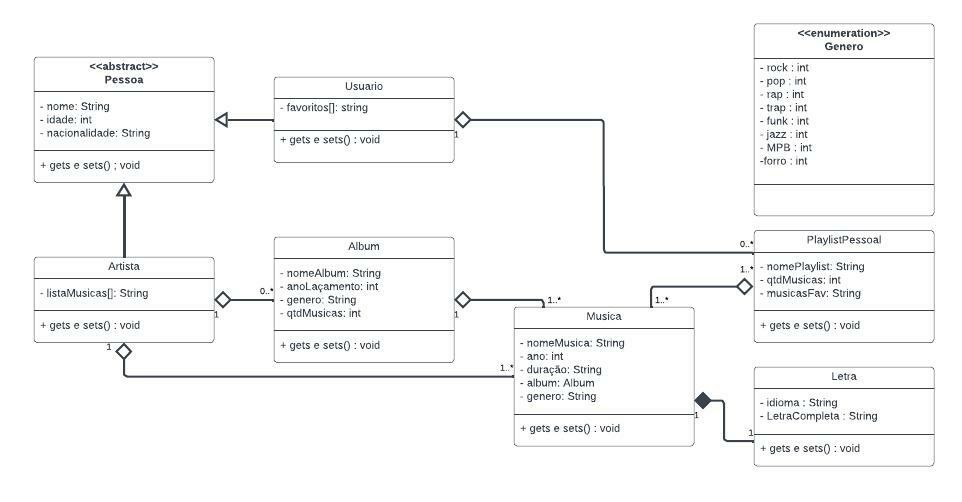 <<abstract>>
Pessoa
- nome: String
- idade: int
- nacionalidade: String
+ gets e sets() ; void
Usuario
- favoritos[]: string
+ gets e sets() : void
1
<<enumeration>>
Genero
- rock : int
- pop : int
- rap : int
- trap : int
- funk : int
- jazz : int
- MPB : int
-forro : int
Artista
- listaMusicas[]: String
+ gets e sets() : void
1
1
0..*
Album
- nomeAlbum: String
- anoLaçamento: int
- genero: String
- qtdMusicas: int
+ gets e sets() : void
1
1..*
1..*
Musica
- nomeMusica: String
- ano: int
- duração: String
- album: Album
- genero: String
+ gets e sets() : void
1..*
1
0..*
1..*
PlaylistPessoal
- nomePlaylist: String
- qtdMusicas: int
- musicasFav: String
+ gets e sets() : void
Letra
- idioma : String
- LetraCompleta : String
+ gets e sets() : void
1